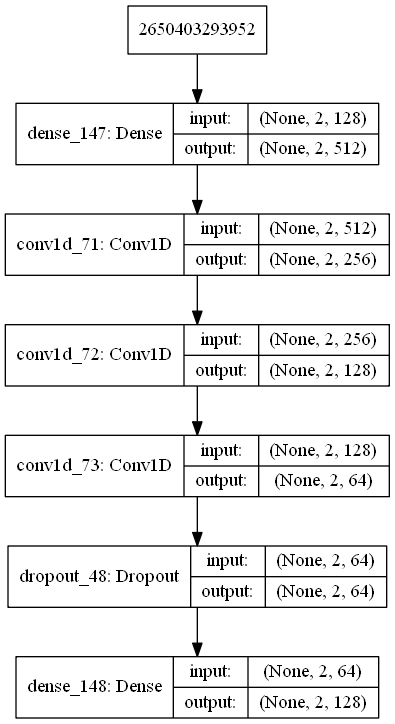 2650403293952
dense_147: Dense
input: (None, 2, 128)
output: (None, 2, 512)
conv1d_71: Conv1D
input: (None, 2, 512)
output: (None, 2, 256)
conv1d_72: Conv1D
input: (None, 2, 256)
output: (None, 2, 128)
conv1d_73: Conv1D
input: (None, 2, 128)
output: (None, 2, 64)
dropout_48: Dropout
input: (None, 2, 64)
output: (None, 2, 64)
dense_148: Dense
input: (None, 2, 64)
output: (None, 2, 128)